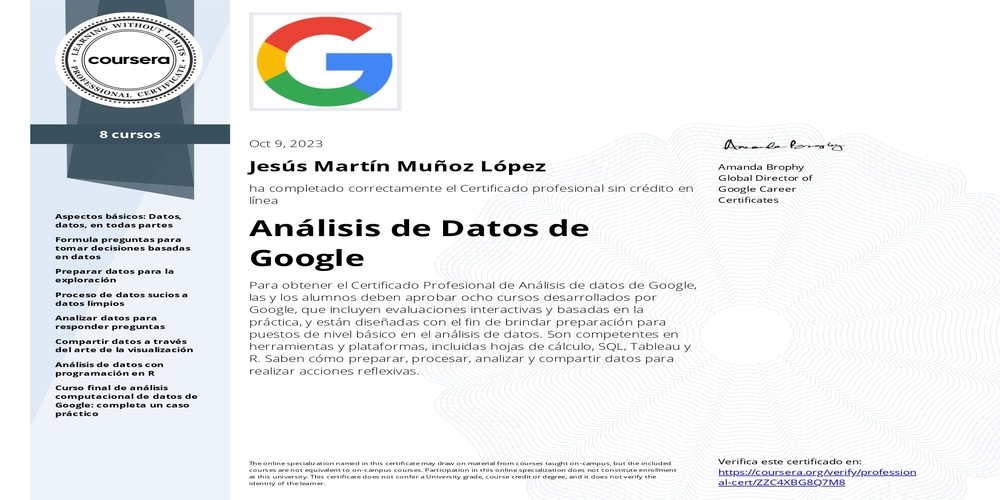 LEARNING WITHOUT LIMITS
coursera
PROFESSIONAL CERTIFICATE
8 cursos
Aspectos básicos: Datos,
datos, en todas partes
Formula preguntas para
tomar decisiones basadas
en datos
Preparar datos para la
exploración
Proceso de datos sucios a
datos limpios
Analizar datos para
responder preguntas
Compartir datos a través
del arte de la visualización
Análisis de datos con
programación en R
Curso final de análisis
computacional de datos de
Google: completa un caso
práctico
G
Oct 9, 2023
Jesús Martín Muñoz López
ha completado correctamente el Certificado profesional sin crédito en
línea
Análisis de Datos de
Google
Para obtener el Certificado Profesional de Análisis de datos de Google,
las y los alumnos deben aprobar ocho cursos desarrollados por
Google, que incluyen evaluaciones interactivas y basadas en la
práctica, y están diseñadas con el fin de brindar preparación para
puestos de nivel básico en el análisis de datos. Son competentes en
herramientas y plataformas, incluidas hojas de cálculo, SQL, Tableau y
R. Saben cómo preparar, procesar, analizar y compartir datos para
realizar acciones reflexivas.
The online specialization named in this certificate may draw on material from courses taught on-campus, but the included
courses are not equivalent to on-campus courses. Participation in this online specialization does not constitute enrollment
at this university. This certificate does not confer a University grade, course credit or degree, and it does not verify the
identity of the learner.
Amanda Brophy
Amanda Brophy
Global Director of
Google Career
Certificates
Verifica este certificado en:
https://coursera.org/verify/profession
al-cert/ZZC4XBG8Q7M8